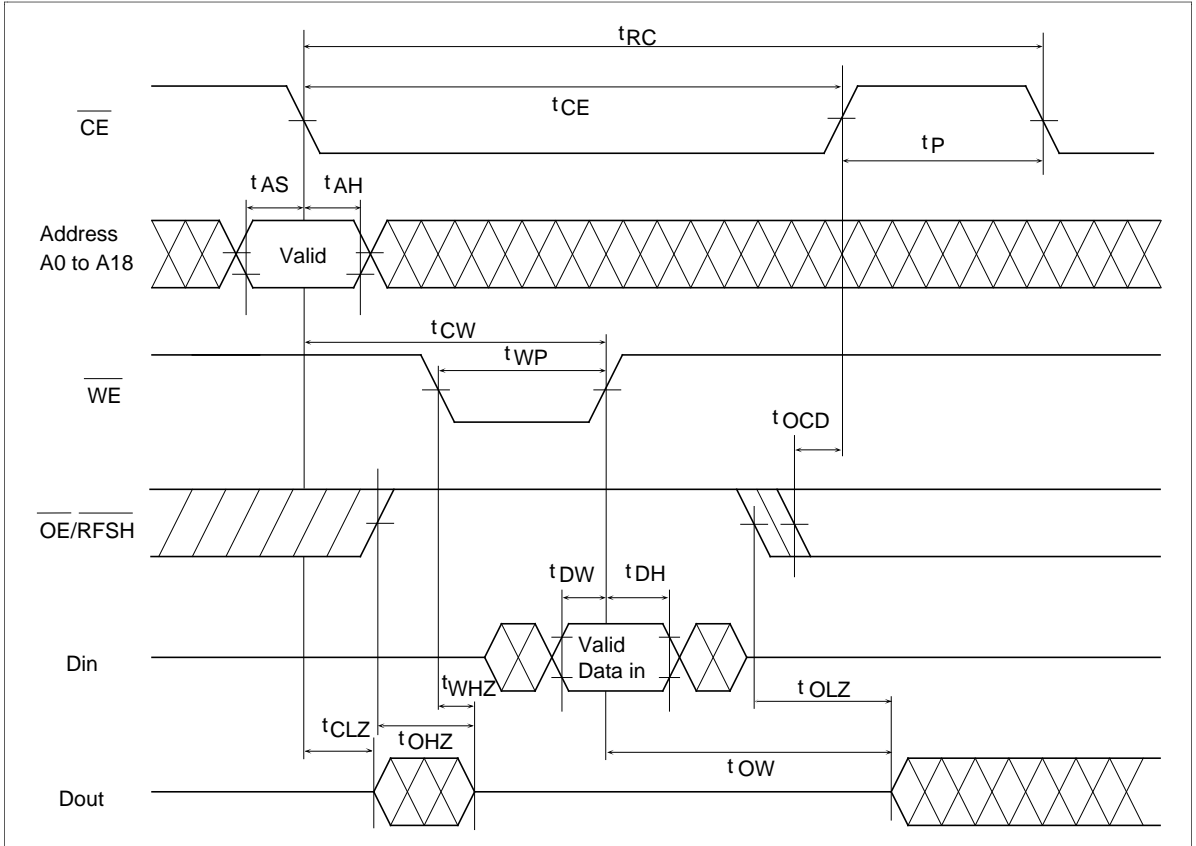 tRC
tCE
CE
tP
tAS
tAH
Address
A0 to A18
Valid
tCW
tWP
WE
tOCD
OE/RFSH
tDW
tDH
Din
Valid
Data in
tWHZ
tOLZ
tCLZ
tOHZ
tOW
Dout